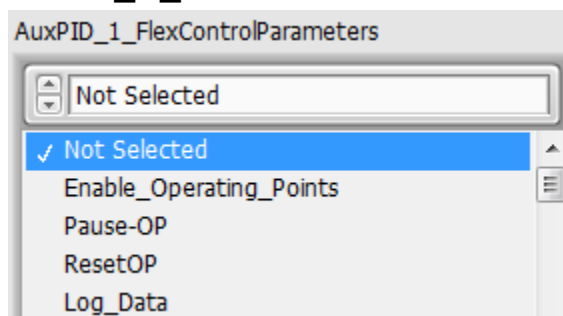 AuxPID_1_FlexControlParameters
Not Selected
✓ Not Selected
Enable_Operating_Points
Pause-OP
ResetOP
Log_Data